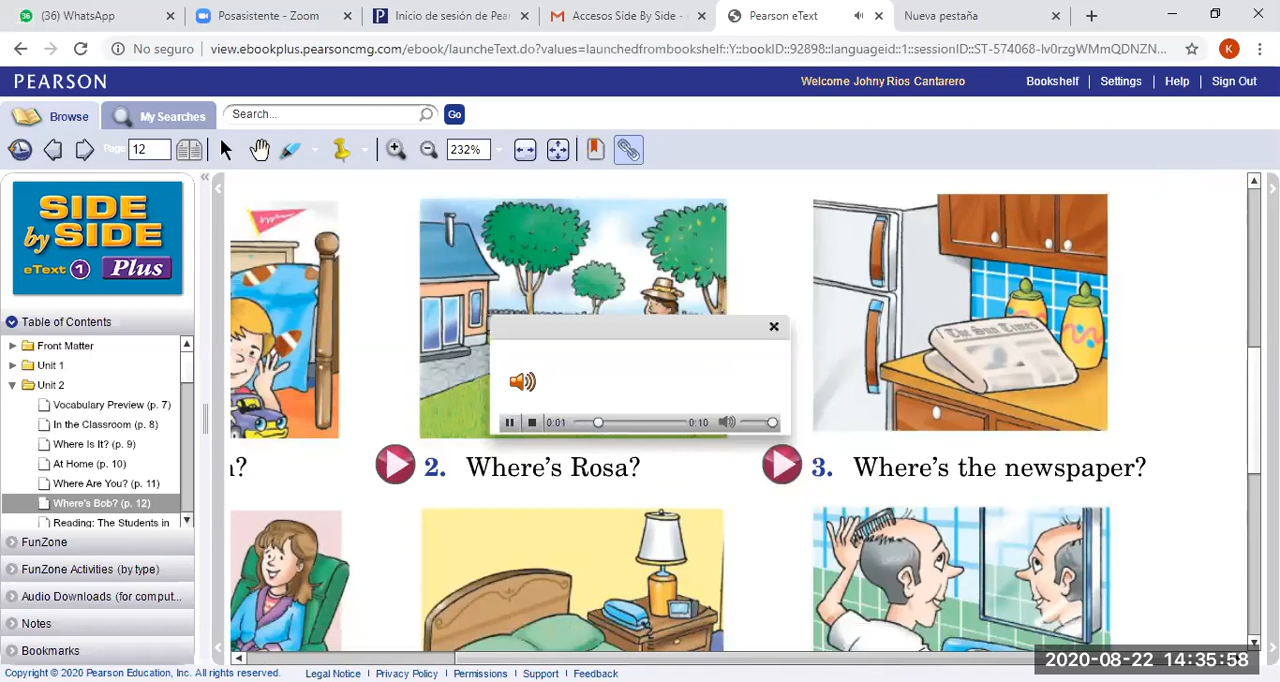 (36) WhatsApp
Posasistente - Zoom
Inicio de sesión de Pea
Accesos Side By Side -
Pearson eText
Nueva pestaña
No seguro
view.ebookplus.pearsoncmg.com/ebook/launcheText.do?values=launchedfrombookshelf::Y::bookID::92898::languageid::1::sessionID::ST-574068-lv0rzgWMmQDNZN...
K
PEARSON
Welcome Johny Rios Cantarero
Bookshelf
Settings
Help
Sign Out
Browse
My Searches
Search...
Go
Page 12
232%
SIDE
by SIDE
eText 1 Plus
Table of Contents
Front Matter
Unit 1
Unit 2
Vocabulary Preview (p. 7)
In the Classroom (p. 8)
Where Is It? (p. 9)
At Home (p. 10)
Where Are You? (p. 11)
Where's Bob? (p. 12)
Reading: The Students in
FunZone
FunZone Activities (by type)
Audio Downloads (for comput...
Notes
Bookmarks
The Sun Times
0:01
0:10
?
2. Where's Rosa?
3. Where's the newspaper?
2020-08-22 14:35:58
Copyright © 2020 Pearson Education, Inc. All rights reserved.
Legal Notice
Privacy Policy
Permissions
Support
Feedback